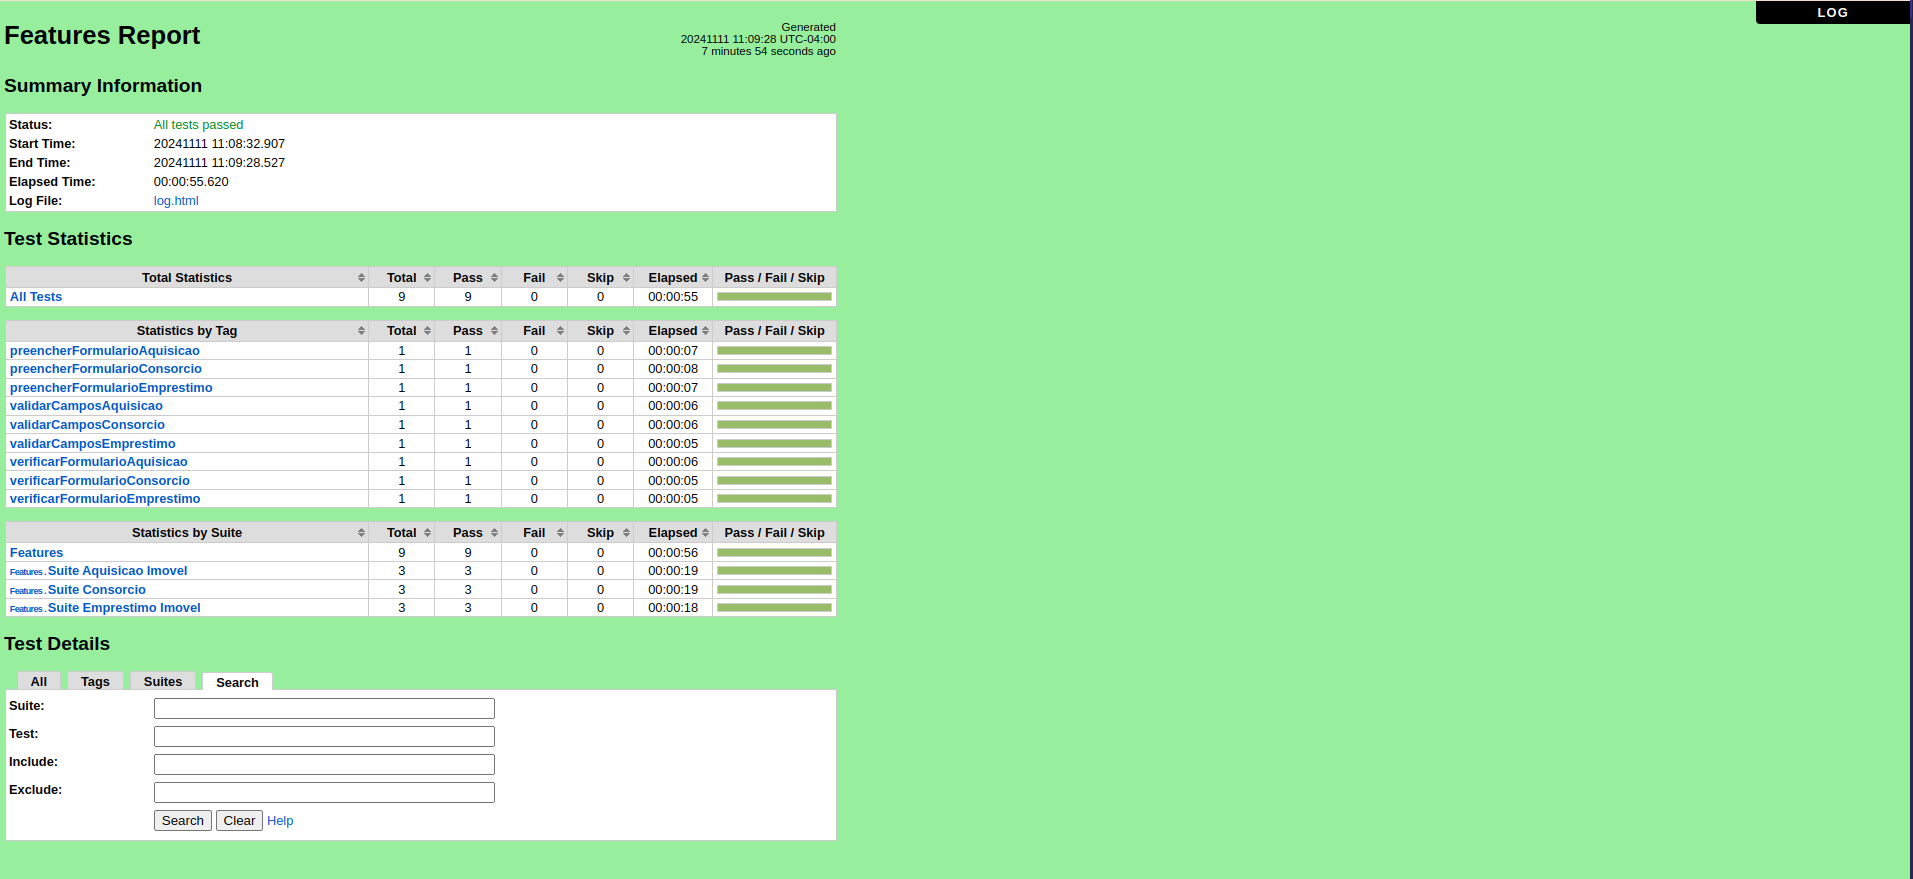 LOG
Features Report
Generated
20241111 11:09:28 UTC-04:00
7 minutes 54 seconds ago
Summary Information
Status: All tests passed
Start Time: 20241111 11:08:32.907
End Time: 20241111 11:09:28.527
Elapsed Time: 00:00:55.620
Log File: log.html
Test Statistics
Total Statistics Total Pass Fail Skip Elapsed Pass / Fail / Skip
All Tests 9 9 0 0 00:00:55
Statistics by Tag Total Pass Fail Skip Elapsed Pass / Fail / Skip
preencherFormularioAquisicao 1 1 0 0 00:00:07
preencherFormularioConsorcio 1 1 0 0 00:00:08
preencherFormularioEmprestimo 1 1 0 0 00:00:07
validarCamposAquisicao 1 1 0 0 00:00:06
validarCamposConsorcio 1 1 0 0 00:00:06
validarCamposEmprestimo 1 1 0 0 00:00:05
verificarFormularioAquisicao 1 1 0 0 00:00:06
verificarFormularioConsorcio 1 1 0 0 00:00:05
verificarFormularioEmprestimo 1 1 0 0 00:00:05
Statistics by Suite Total Pass Fail Skip Elapsed Pass / Fail / Skip
Features 9 9 0 0 00:00:56
Features . Suite Aquisicao Imovel 3 3 0 0 00:00:19
Features . Suite Consorcio 3 3 0 0 00:00:19
Features . Suite Emprestimo Imovel 3 3 0 0 00:00:18
Test Details
All Tags Suites Search
Suite:
Test:
Include:
Exclude:
Search Clear Help